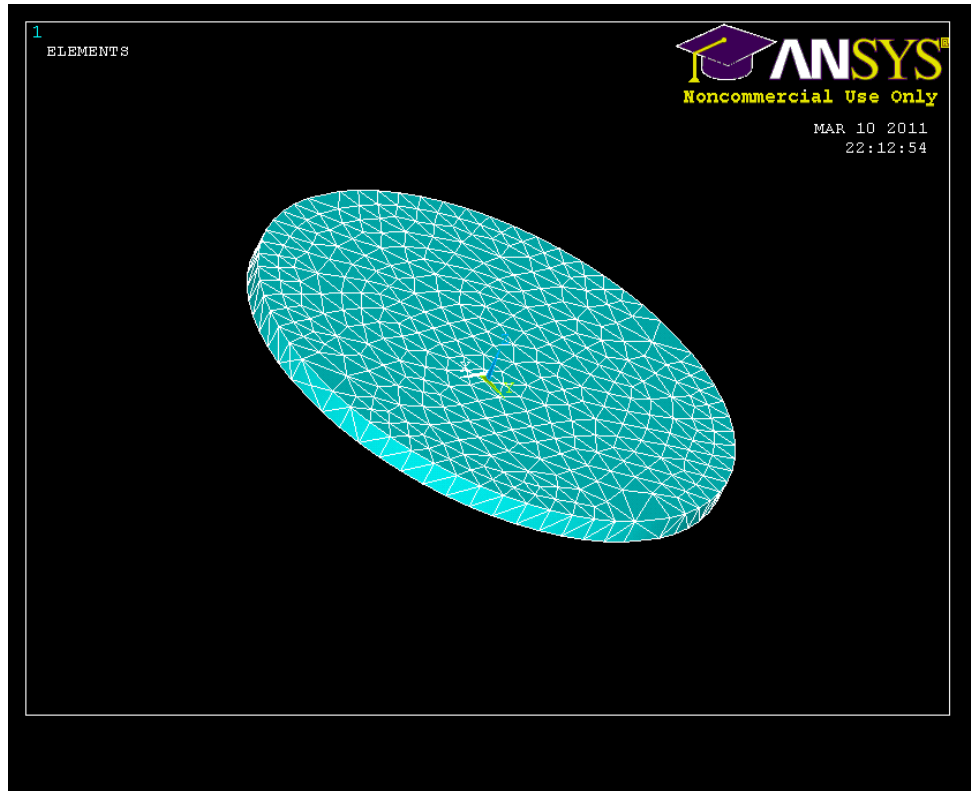 1
ELEMENTS
ANSYS®
Noncommercial Use Only
MAR 10 2011
22:12:54
X
Y